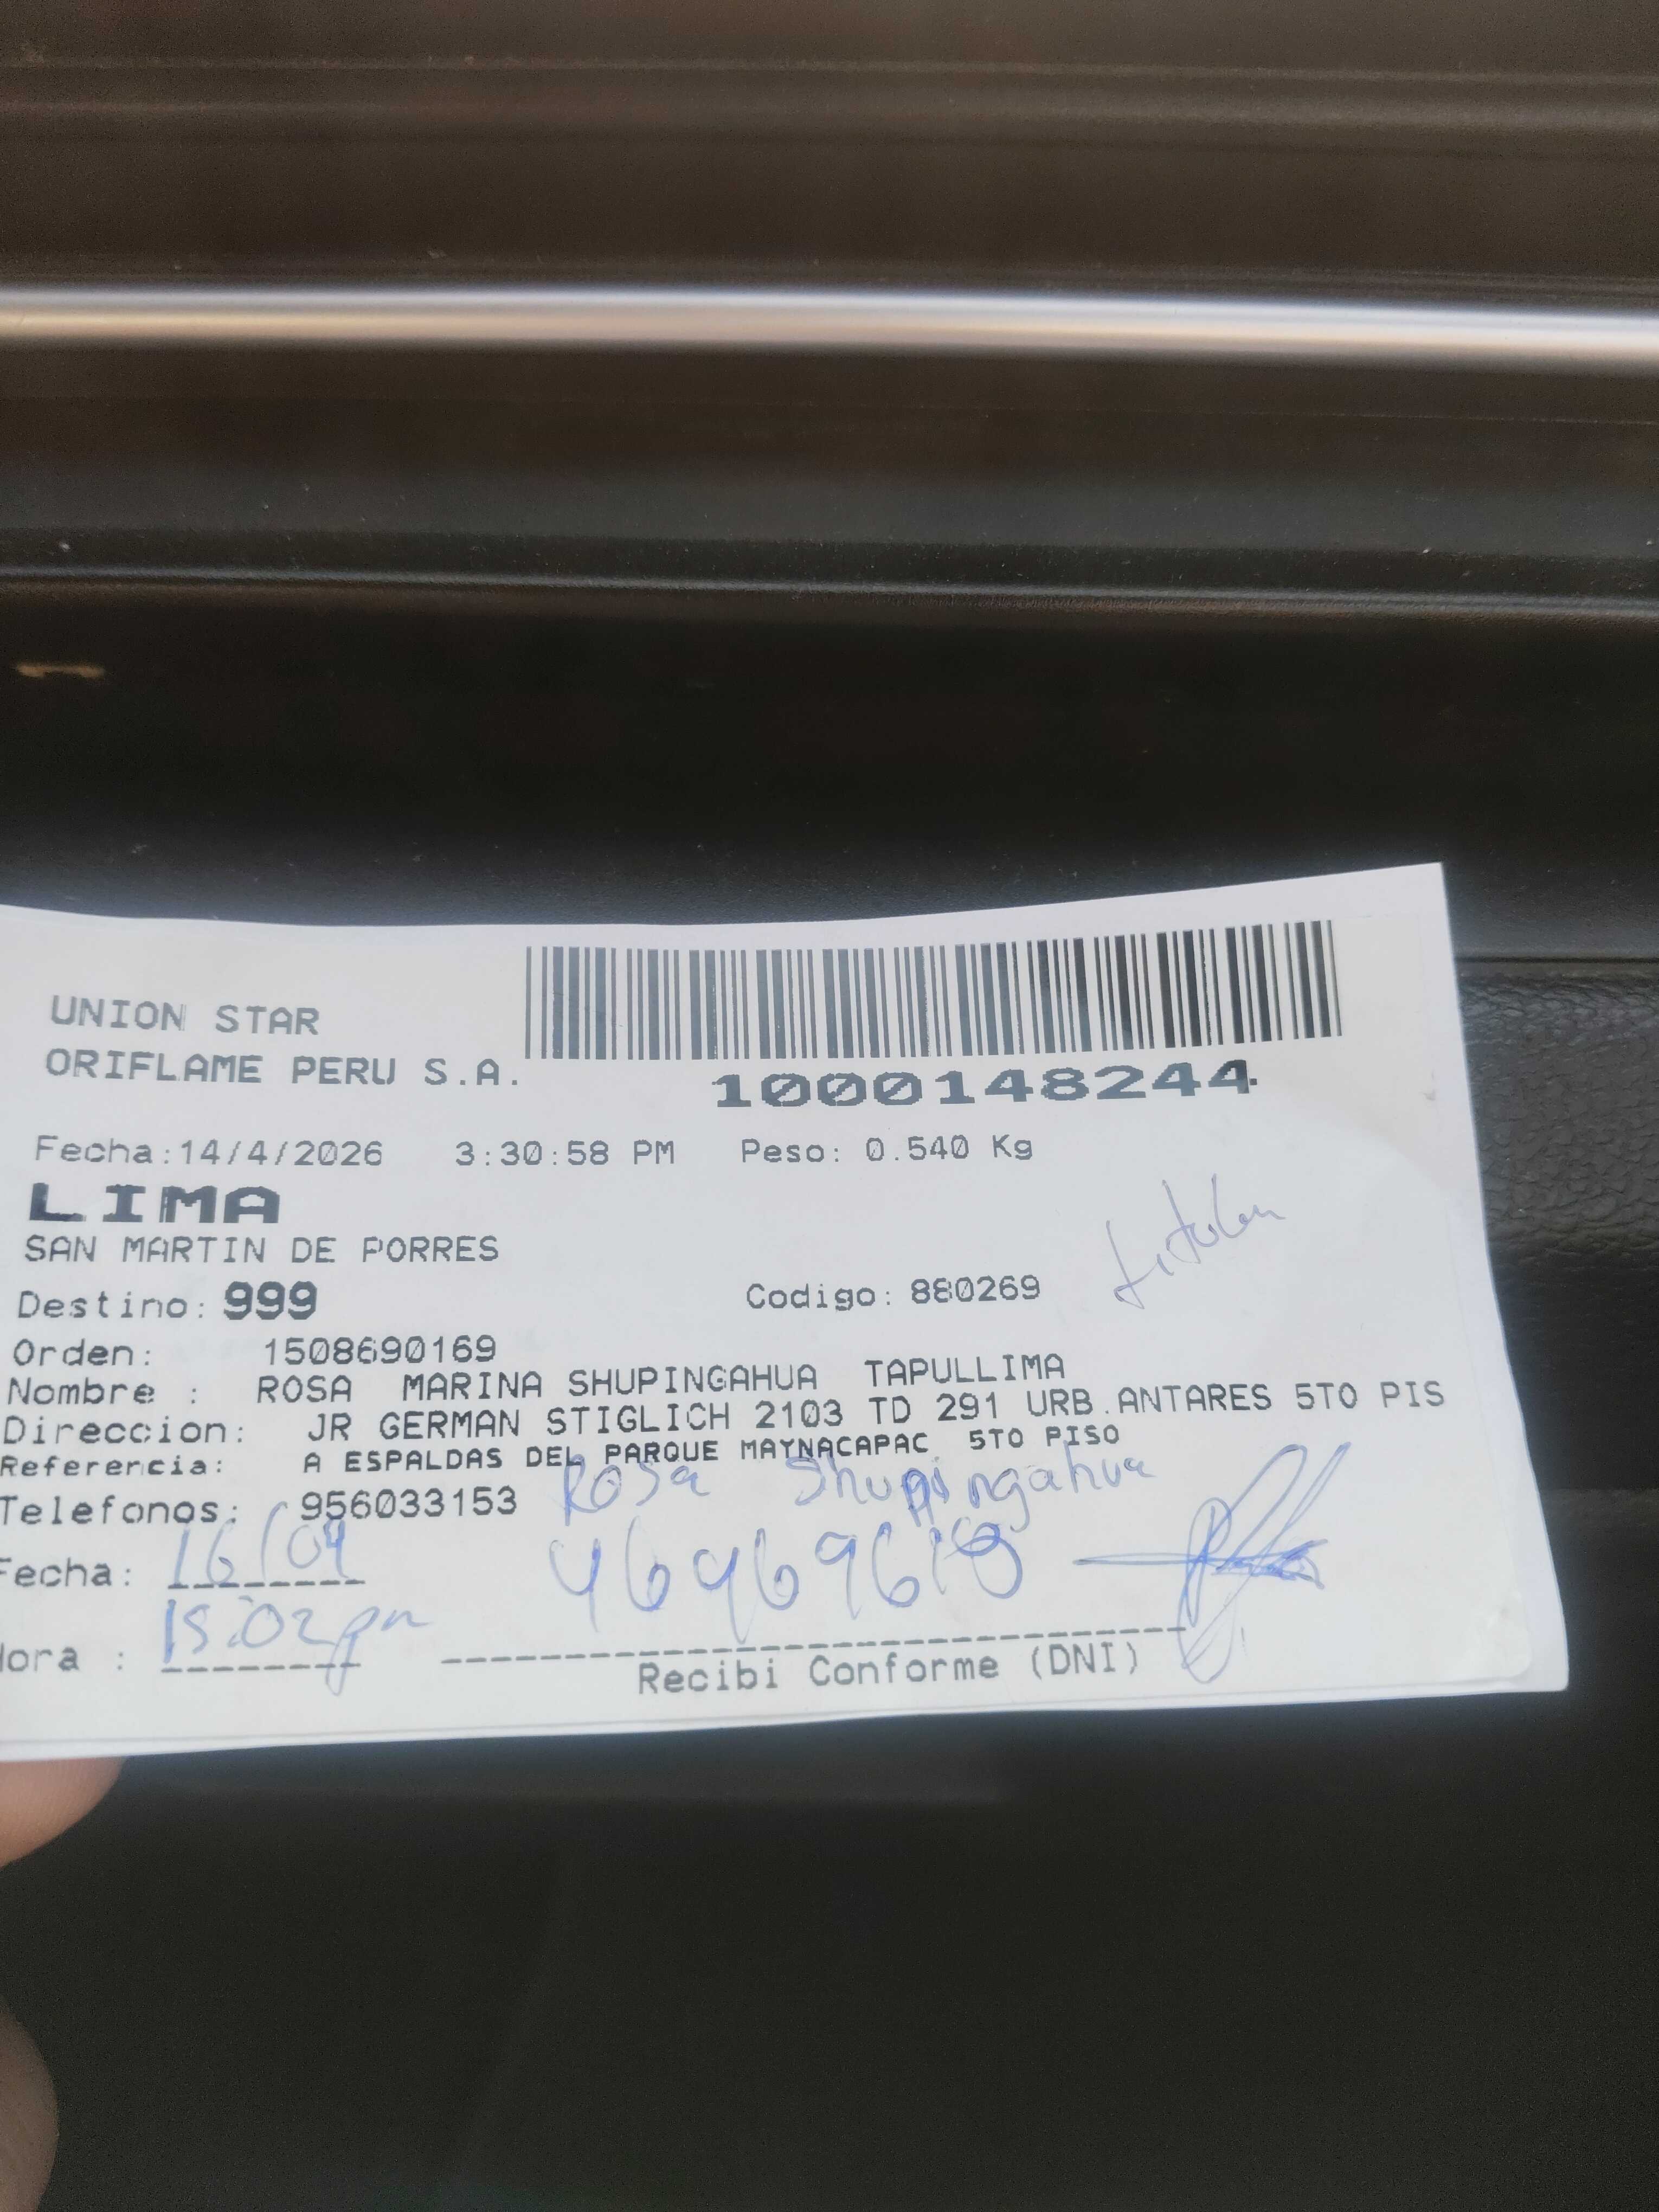 UNION STAR
ORIFLAME PERU S.A.
1000148244
Fecha:14/4/2026 3:30:58 PM Peso: 0.540 Kg
LIMA
SAN MARTIN DE PORRES
titular
Destino: 999 Codigo: 880269
Orden: 1508690169
Nombre : ROSA MARINA SHUPINGAHUA TAPULLIMA
Direccion: JR GERMAN STIGLICH 2103 TD 291 URB.ANTARES 5TO PIS
Referencia: A ESPALDAS DEL PARQUE MAYNACAPAC 5TO PISO
Rosa Shupingahua
Telefonos: 956033153
Fecha: 16/04
Hora : 15:02pm
Recibi Conforme (DNI)